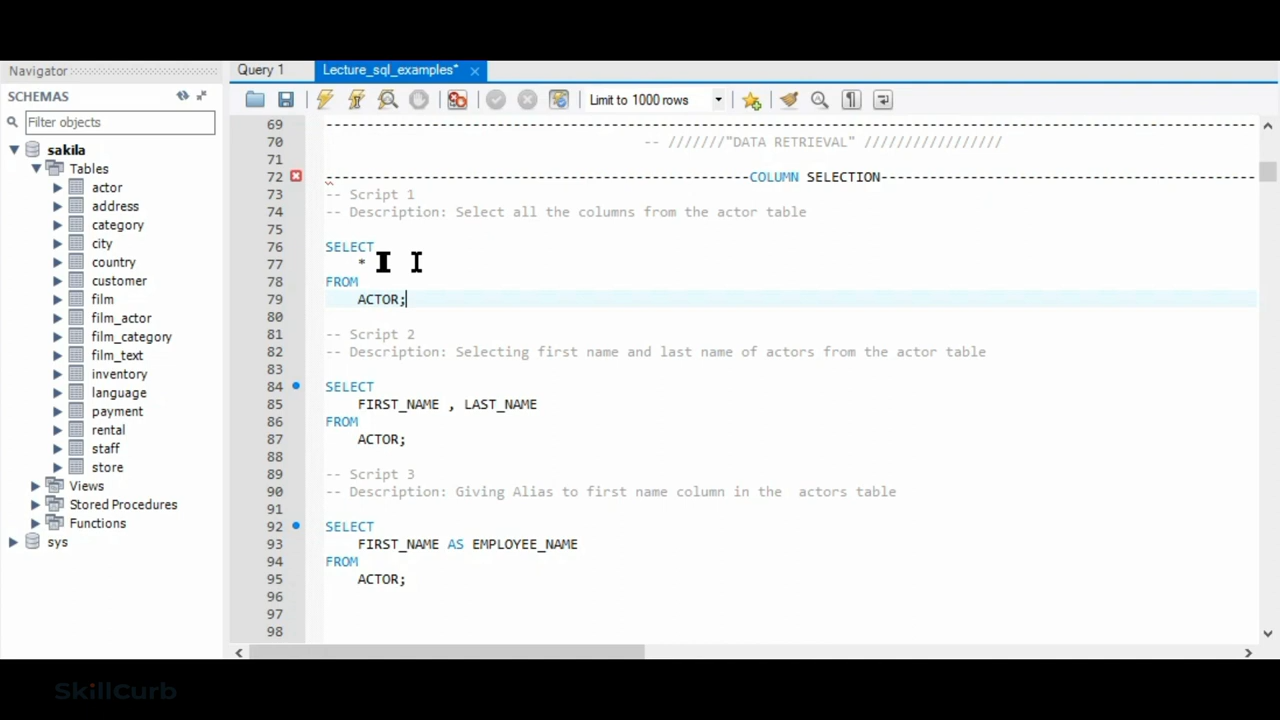 Navigator
Query 1
Lecture_sql_examples*
SCHEMAS
Limit to 1000 rows
Filter objects
sakila
Tables
actor
address
category
city
country
customer
film
film_actor
film_category
film_text
inventory
language
payment
rental
staff
store
Views
Stored Procedures
Functions
sys
69 --------------------------------------------------------------------------------
70 -- ///////"DATA RETRIEVAL" /////////////////
71
72 ----------------------------------------------------COLUMN SELECTION----------------------------------------------
73 -- Script 1
74 -- Description: Select all the columns from the actor table
75
76 SELECT
77 *
78 FROM
79 ACTOR;
80
81 -- Script 2
82 -- Description: Selecting first name and last name of actors from the actor table
83
84 SELECT
85 FIRST_NAME , LAST_NAME
86 FROM
87 ACTOR;
88
89 -- Script 3
90 -- Description: Giving Alias to first name column in the  actors table
91
92 SELECT
93 FIRST_NAME AS EMPLOYEE_NAME
94 FROM
95 ACTOR;
96
97
98
SkillCurb